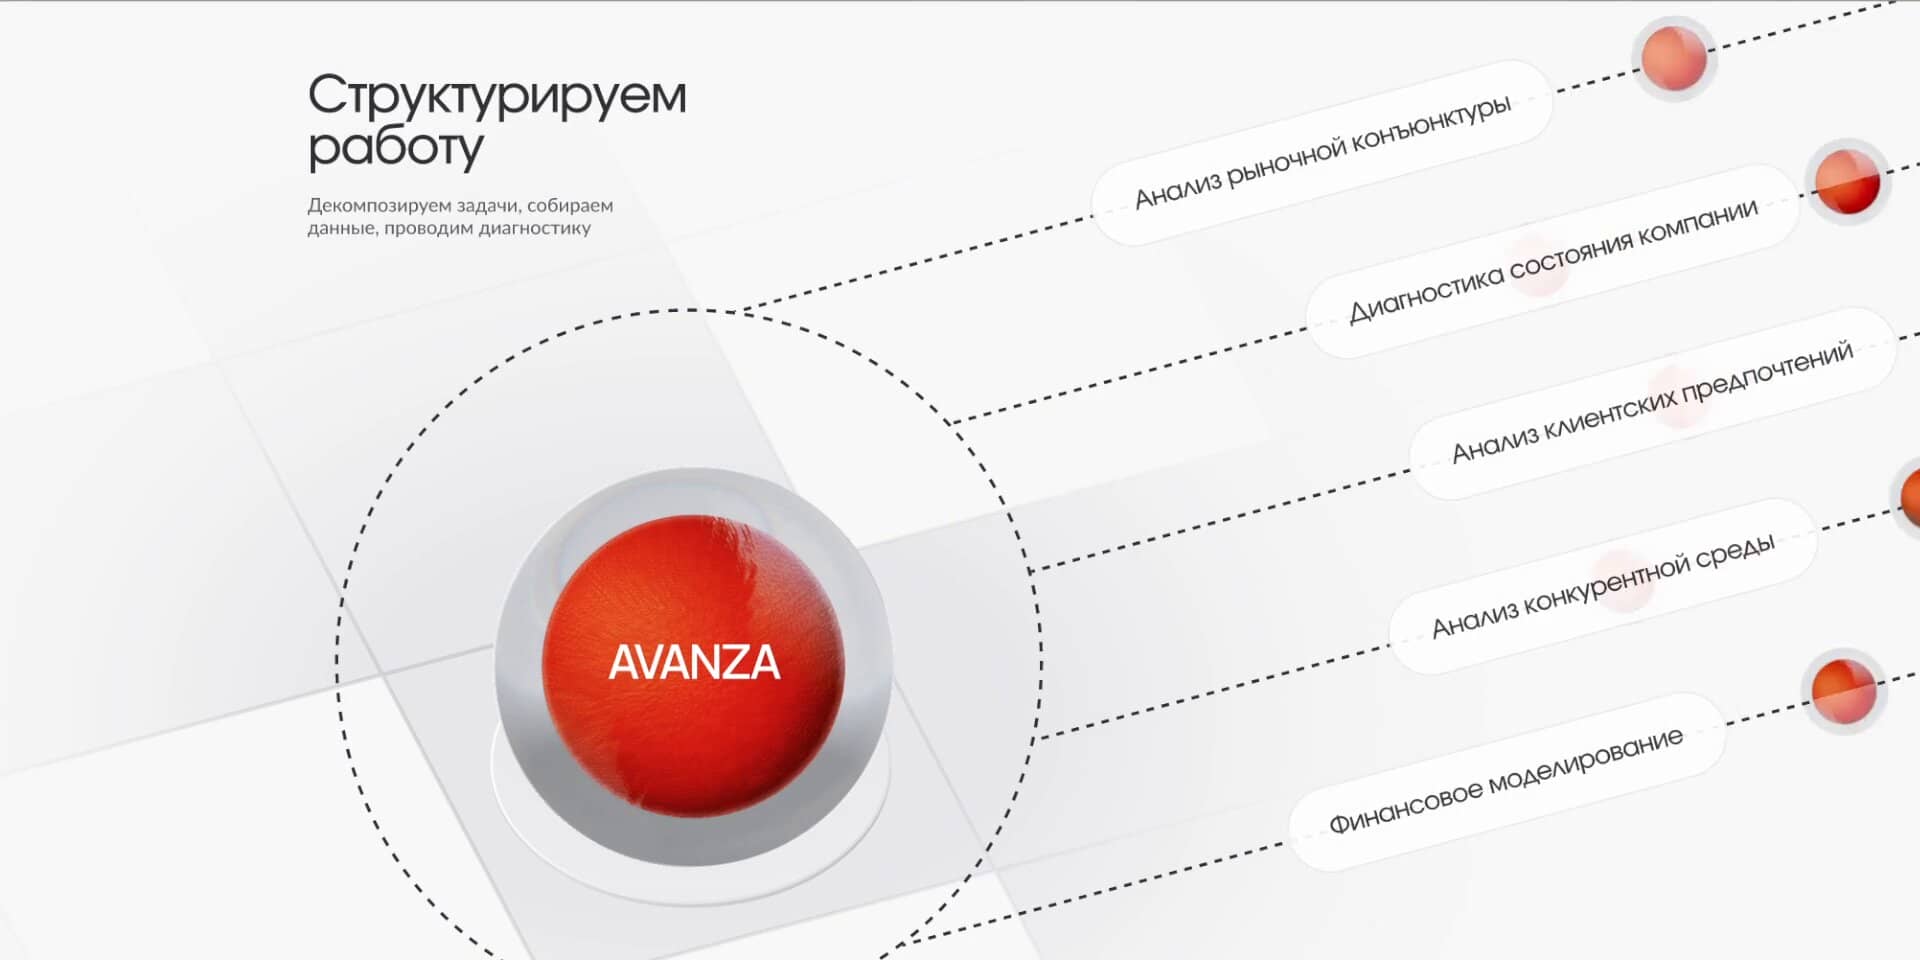 Структурируем
работу
Декомпозируем задачи, собираем
данные, проводим диагностику
AVANZA
Анализ рыночной конъюнктуры
Диагностика состояния компании
Анализ клиентских предпочтений
Анализ конкурентной среды
Финансовое моделирование